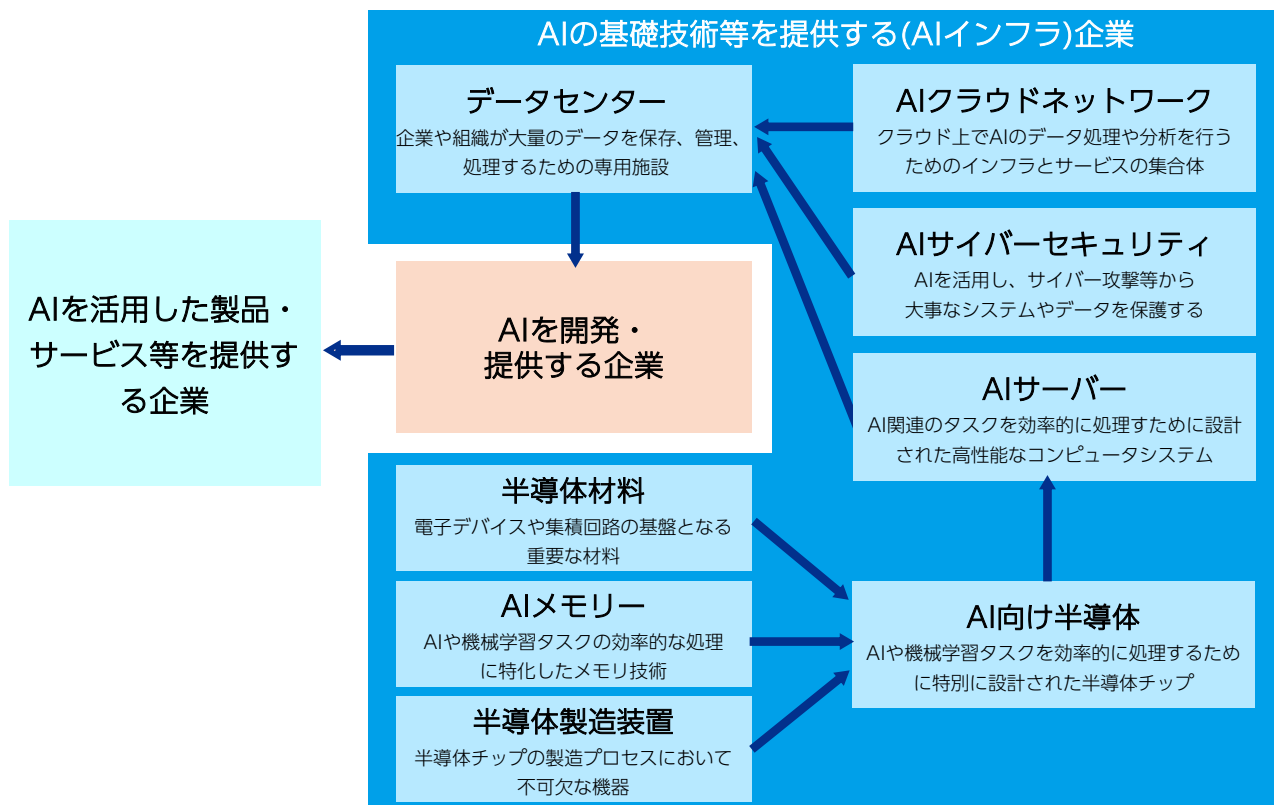 AIの基礎技術等を提供する(AIインフラ)企業
データセンター
企業や組織が大量のデータを保存、管理、
処理するための専用施設
AIクラウドネットワーク
クラウド上でAIのデータ処理や分析を行う
ためのインフラとサービスの集合体
AIサイバーセキュリティ
AIを活用し、サイバー攻撃等から
大事なシステムやデータを保護する
AIを活用した製品・
サービス等を提供す
る企業
AIを開発・
提供する企業
AIサーバー
AI関連のタスクを効率的に処理すために設計
された高性能なコンピュータシステム
半導体材料
電子デバイスや集積回路の基盤となる
重要な材料
AIメモリー
AIや機械学習タスクの効率的な処理
に特化したメモリ技術
半導体製造装置
半導体チップの製造プロセスにおいて
不可欠な機器
AI向け半導体
AIや機械学習タスクを効率的に処理するため
に特別に設計された半導体チップ